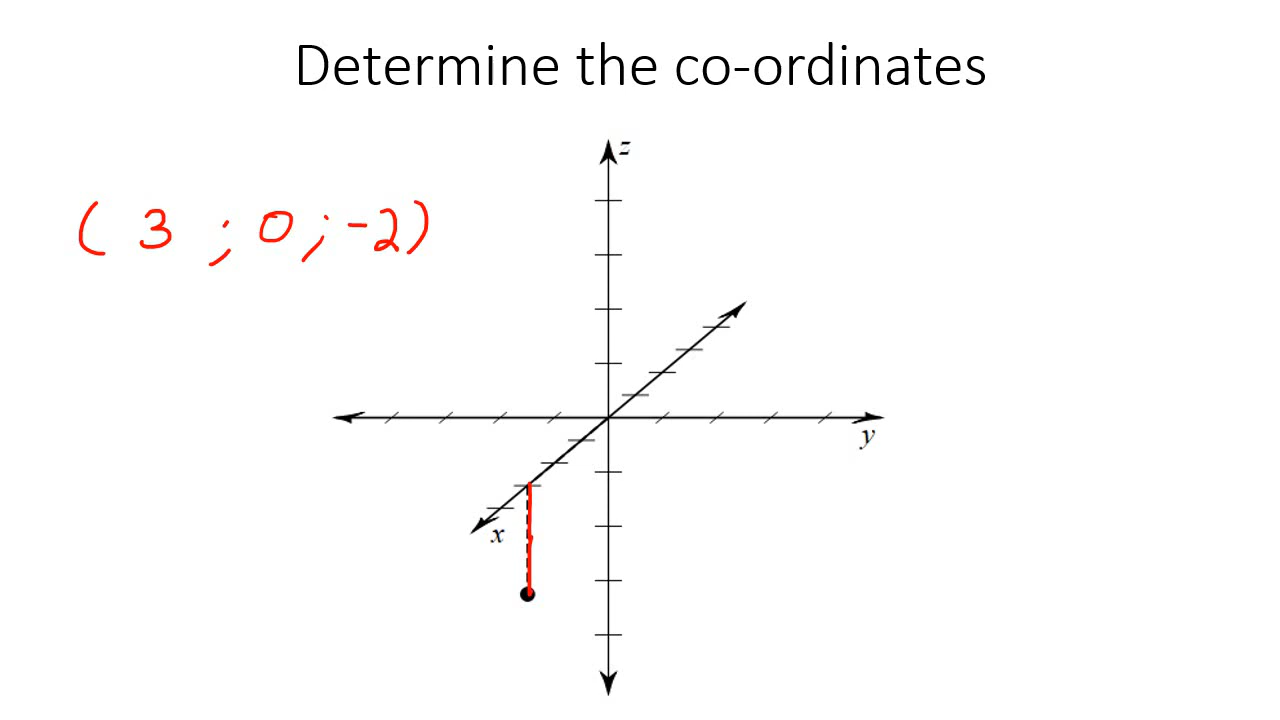 Determine the co-ordinates
z
( 3 ; 0 ; -2 )
y
x